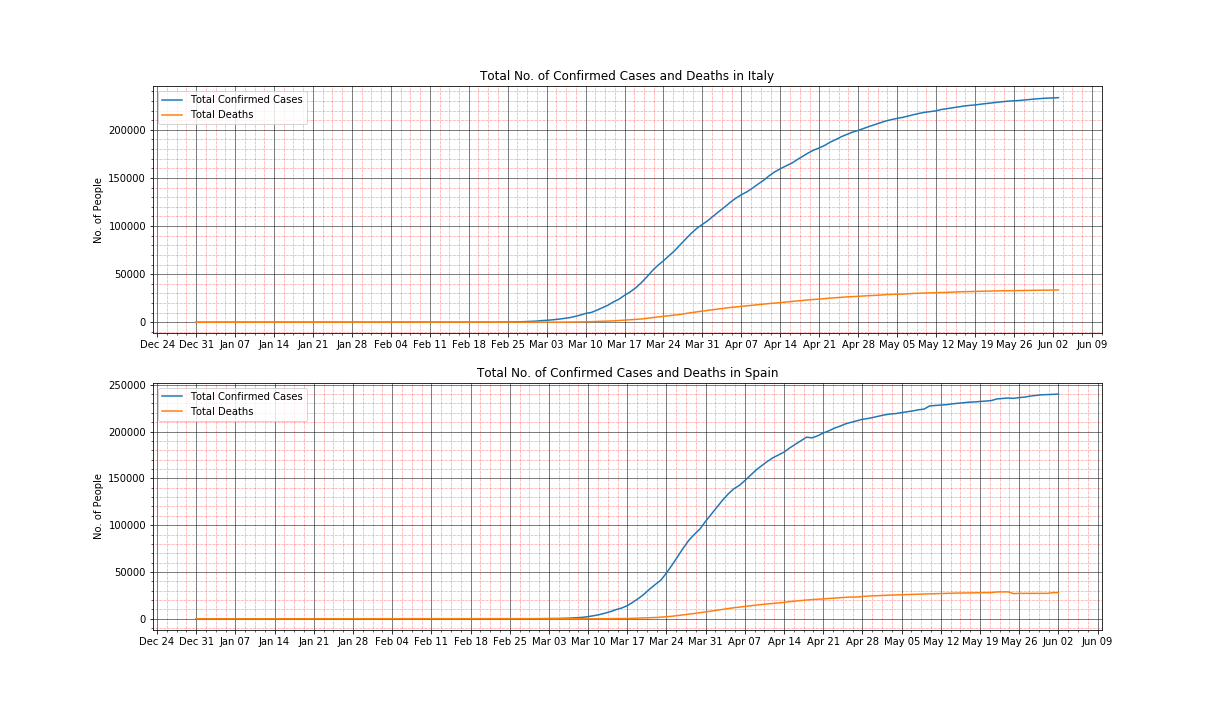 Total No. of Confirmed Cases and Deaths in Italy
Total Confirmed Cases
Total Deaths
200000
150000
100000
50000
0
No. of People
Dec 24 Dec 31 Jan 07 Jan 14 Jan 21 Jan 28 Feb 04 Feb 11 Feb 18 Feb 25 Mar 03 Mar 10 Mar 17 Mar 24 Mar 31 Apr 07 Apr 14 Apr 21 Apr 28 May 05 May 12 May 19 May 26 Jun 02 Jun 09
Total No. of Confirmed Cases and Deaths in Spain
Total Confirmed Cases
Total Deaths
250000
200000
150000
100000
50000
0
No. of People
Dec 24 Dec 31 Jan 07 Jan 14 Jan 21 Jan 28 Feb 04 Feb 11 Feb 18 Feb 25 Mar 03 Mar 10 Mar 17 Mar 24 Mar 31 Apr 07 Apr 14 Apr 21 Apr 28 May 05 May 12 May 19 May 26 Jun 02 Jun 09